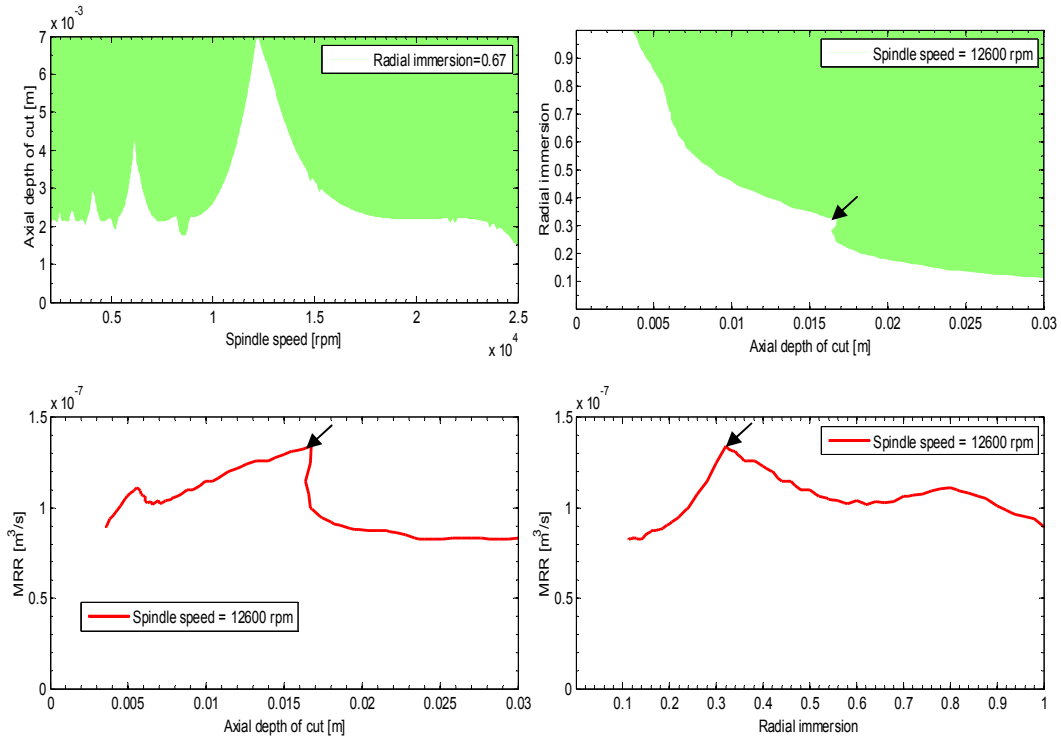 x 10⁻³
7
6
5
4
3
2
1
0
Axial depth of cut [m]
Radial immersion=0.67
0.5 1 1.5 2 2.5
Spindle speed [rpm]
x 10⁴
0.9
0.8
0.7
0.6
0.5
0.4
0.3
0.2
0.1
Radial immersion
Spindle speed = 12600 rpm
0 0.005 0.01 0.015 0.02 0.025 0.03
Axial depth of cut [m]
x 10⁻⁷
1.5
1
0.5
0
MRR [m³/s]
Spindle speed = 12600 rpm
0 0.005 0.01 0.015 0.02 0.025 0.03
Axial depth of cut [m]
x 10⁻⁷
1.5
1
0.5
0
MRR [m³/s]
Spindle speed = 12600 rpm
0.1 0.2 0.3 0.4 0.5 0.6 0.7 0.8 0.9 1
Radial immersion